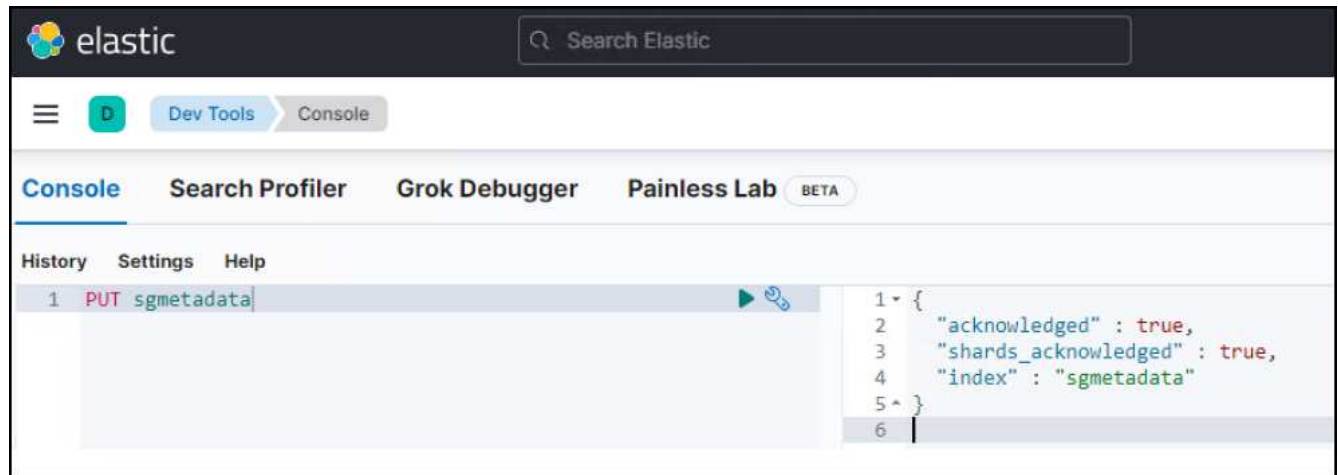 elastic
Search Elastic
D
Dev Tools
Console
Console
Search Profiler
Grok Debugger
Painless Lab
BETA
History
Settings
Help
1 PUT sgmetadata
1 {
2 "acknowledged" : true,
3 "shards_acknowledged" : true,
4 "index" : "sgmetadata"
5 }
6